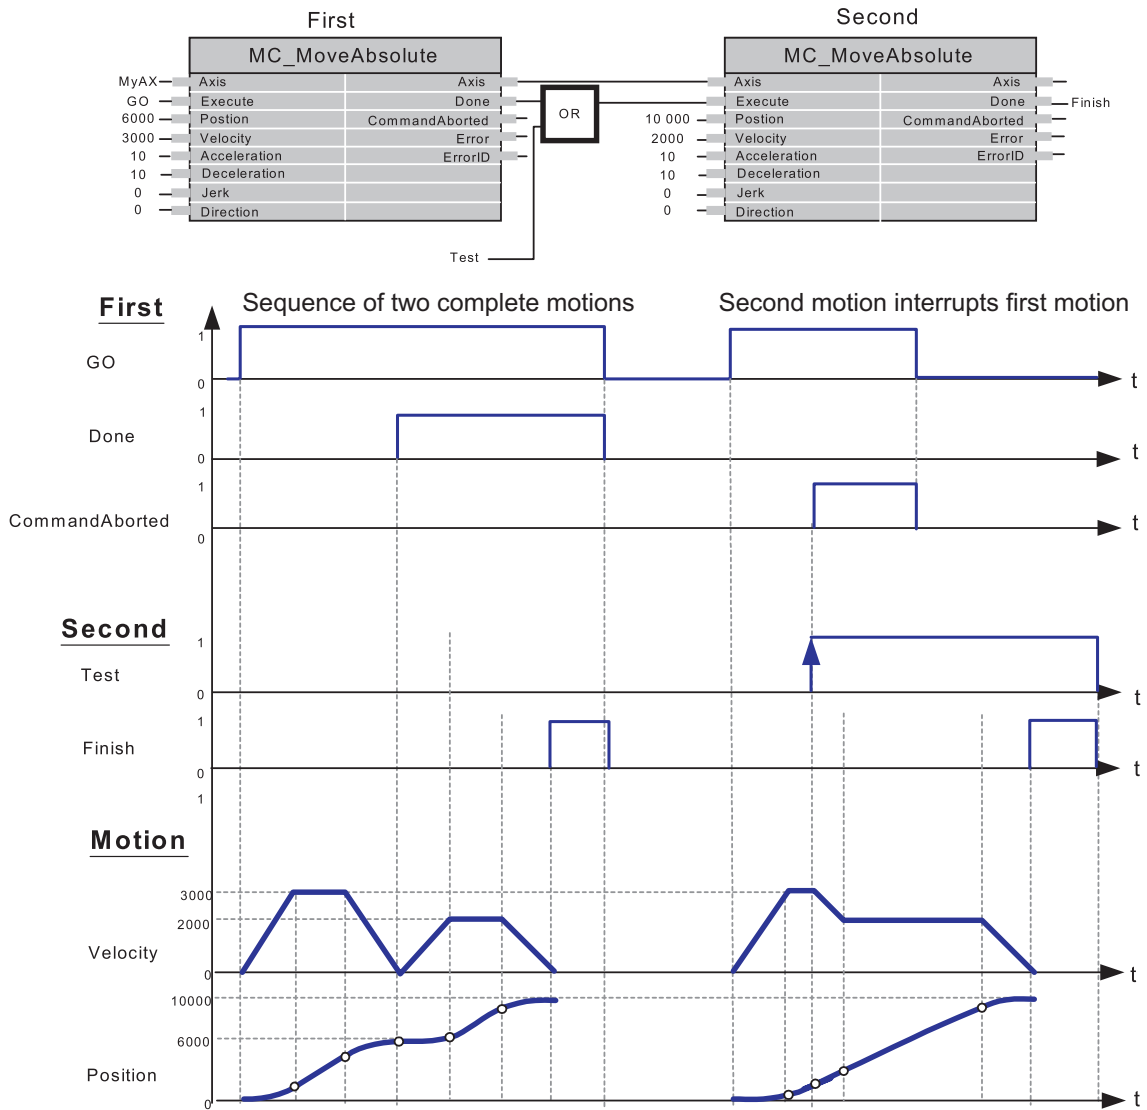 First Second
MC_MoveAbsolute MC_MoveAbsolute
MyAX Axis Axis Axis Axis
GO Execute Done OR Execute Done Finish
6000 Postion CommandAborted 10 000 Postion CommandAborted
3000 Velocity Error 2000 Velocity Error
10 Acceleration ErrorID 10 Acceleration ErrorID
10 Deceleration 10 Deceleration
0 Jerk 0 Jerk
0 Direction 0 Direction
Test
First Sequence of two complete motions Second motion interrupts first motion
1
GO
0 t
1
Done
0 t
1
CommandAborted t
0
Second
1
Test
0 t
1
Finish
0 t
1
Motion
3000
2000
Velocity
0 t
10000
6000
Position
0 t